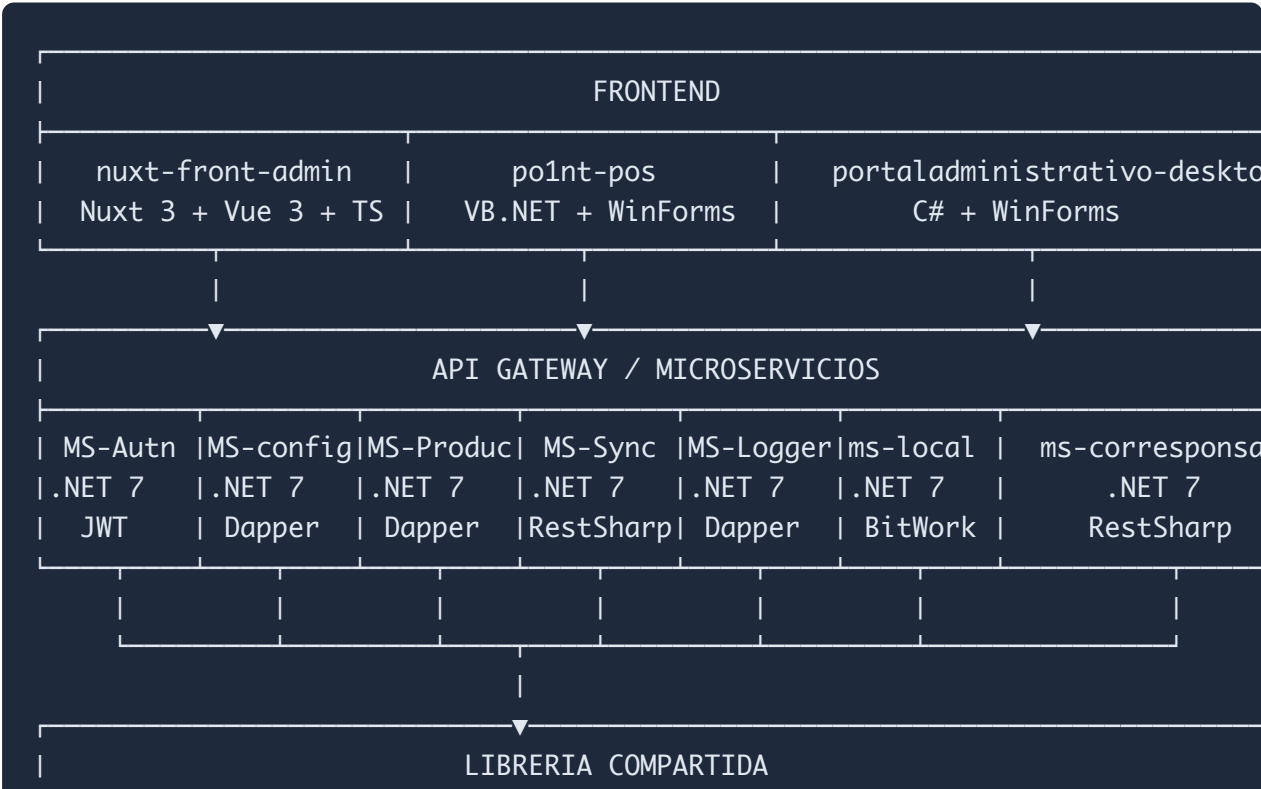 FRONTEND
nuxt-front-admin | po1nt-pos | portaladministrativo-deskto
Nuxt 3 + Vue 3 + TS | VB.NET + WinForms | C# + WinForms
API GATEWAY / MICROSERVICIOS
MS-Autn |MS-config|MS-Produc| MS-Sync |MS-Logger|ms-local | ms-corresponsa
.NET 7 |.NET 7 |.NET 7 |.NET 7 |.NET 7 |.NET 7 | .NET 7
JWT | Dapper | Dapper |RestSharp| Dapper | BitWork | RestSharp
LIBRERIA COMPARTIDA